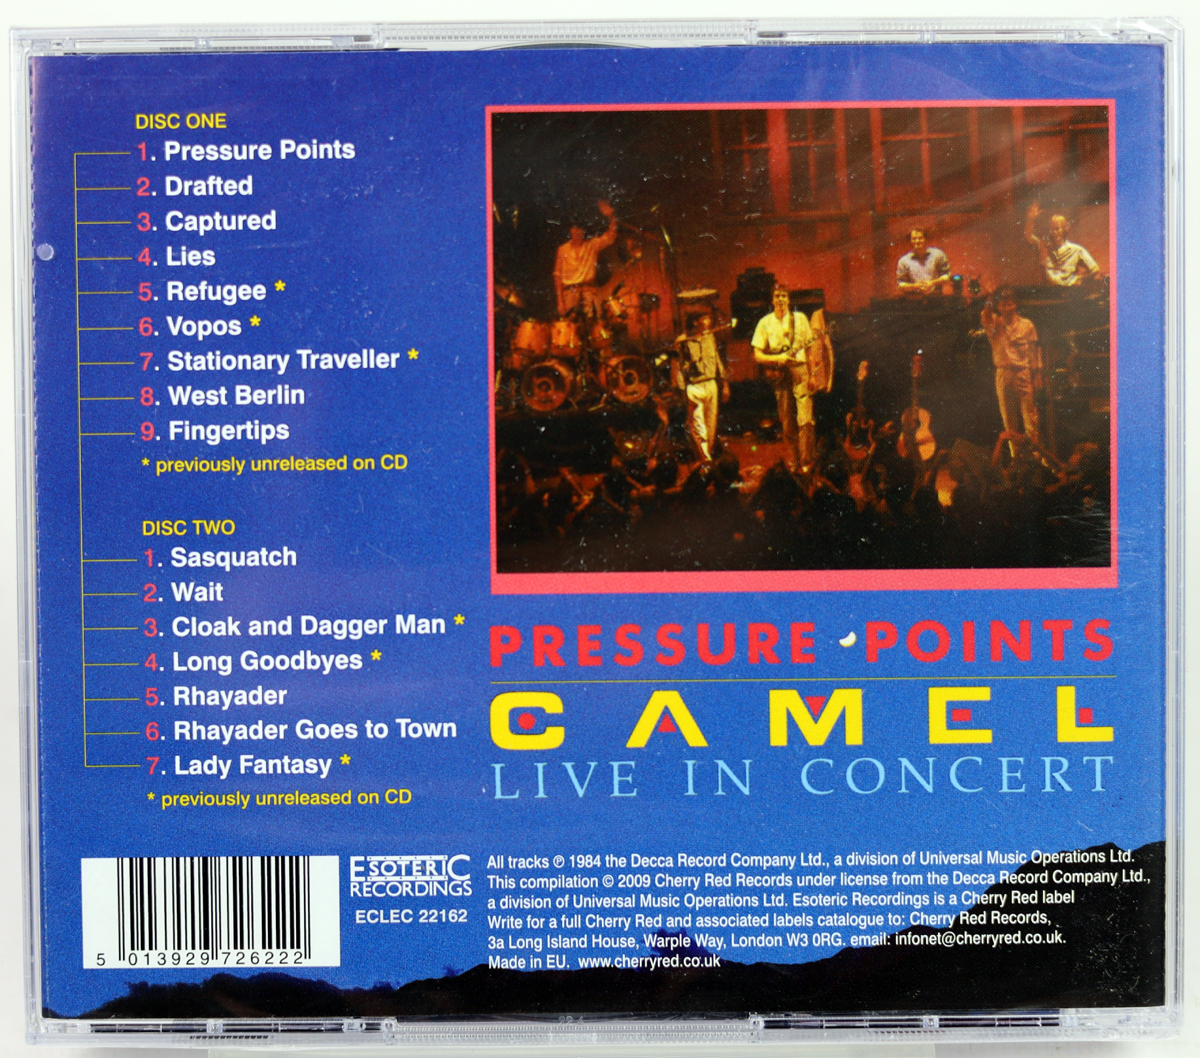 DISC ONE
1. Pressure Points
2. Drafted
3. Captured
4. Lies
5. Refugee *
6. Vopos *
7. Stationary Traveller *
8. West Berlin
9. Fingertips
* previously unreleased on CD
DISC TWO
1. Sasquatch
2. Wait
3. Cloak and Dagger Man *
4. Long Goodbyes *
5. Rhayader
6. Rhayader Goes to Town
7. Lady Fantasy *
* previously unreleased on CD
PRESSURE POINTS
CAMEL
LIVE IN CONCERT
5 013929 726222
ESOTERIC
RECORDINGS
ECLEC 22162
All tracks ℗ 1984 the Decca Record Company Ltd., a division of Universal Music Operations Ltd.
This compilation © 2009 Cherry Red Records under license from the Decca Record Company Ltd.,
a division of Universal Music Operations Ltd. Esoteric Recordings is a Cherry Red label
Write for a full Cherry Red and associated labels catalogue to: Cherry Red Records,
3a Long Island House, Warple Way, London W3 0RG. email: infonet@cherryred.co.uk.
Made in EU. www.cherryred.co.uk